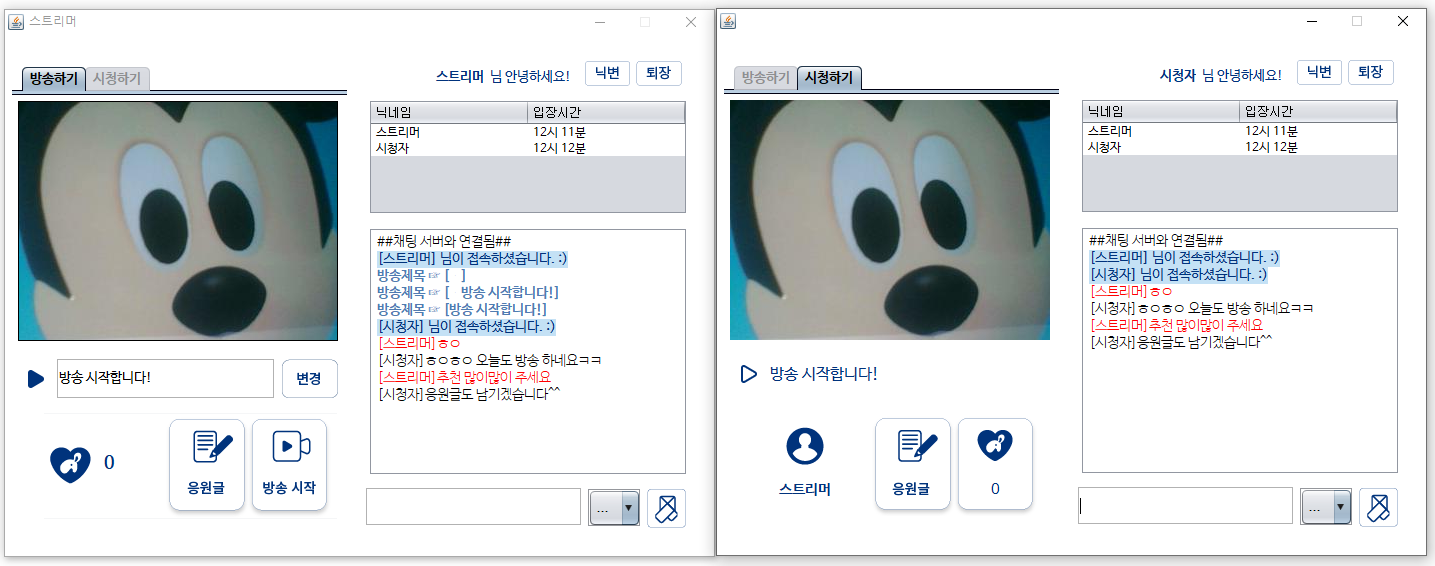 스트리머
방송하기 시청하기
스트리머 님 안녕하세요! 닉변 퇴장
닉네임 입장시간
스트리머 12시 11분
시청자 12시 12분
##채팅 서버와 연결됨##
[스트리머] 님이 접속하셨습니다. :)
방송제목 ☞ [ ]
방송제목 ☞ [ 방송 시작합니다!]
방송제목 ☞ [방송 시작합니다!]
[시청자] 님이 접속하셨습니다. :)
[스트리머] ㅎㅇ
[시청자] ㅎㅇㅎㅇ 오늘도 방송 하네요ㅋㅋ
[스트리머] 추천 많이많이 주세요
[시청자] 응원글도 남기겠습니다^^
방송 시작합니다! 변경
0 응원글 방송 시작
...
방송하기 시청하기
시청자 님 안녕하세요! 닉변 퇴장
닉네임 입장시간
스트리머 12시 11분
시청자 12시 12분
##채팅 서버와 연결됨##
[스트리머] 님이 접속하셨습니다. :)
[시청자] 님이 접속하셨습니다. :)
[스트리머] ㅎㅇ
[시청자] ㅎㅇㅎㅇ 오늘도 방송 하네요ㅋㅋ
[스트리머] 추천 많이많이 주세요
[시청자] 응원글도 남기겠습니다^^
방송 시작합니다!
스트리머 응원글 0
...